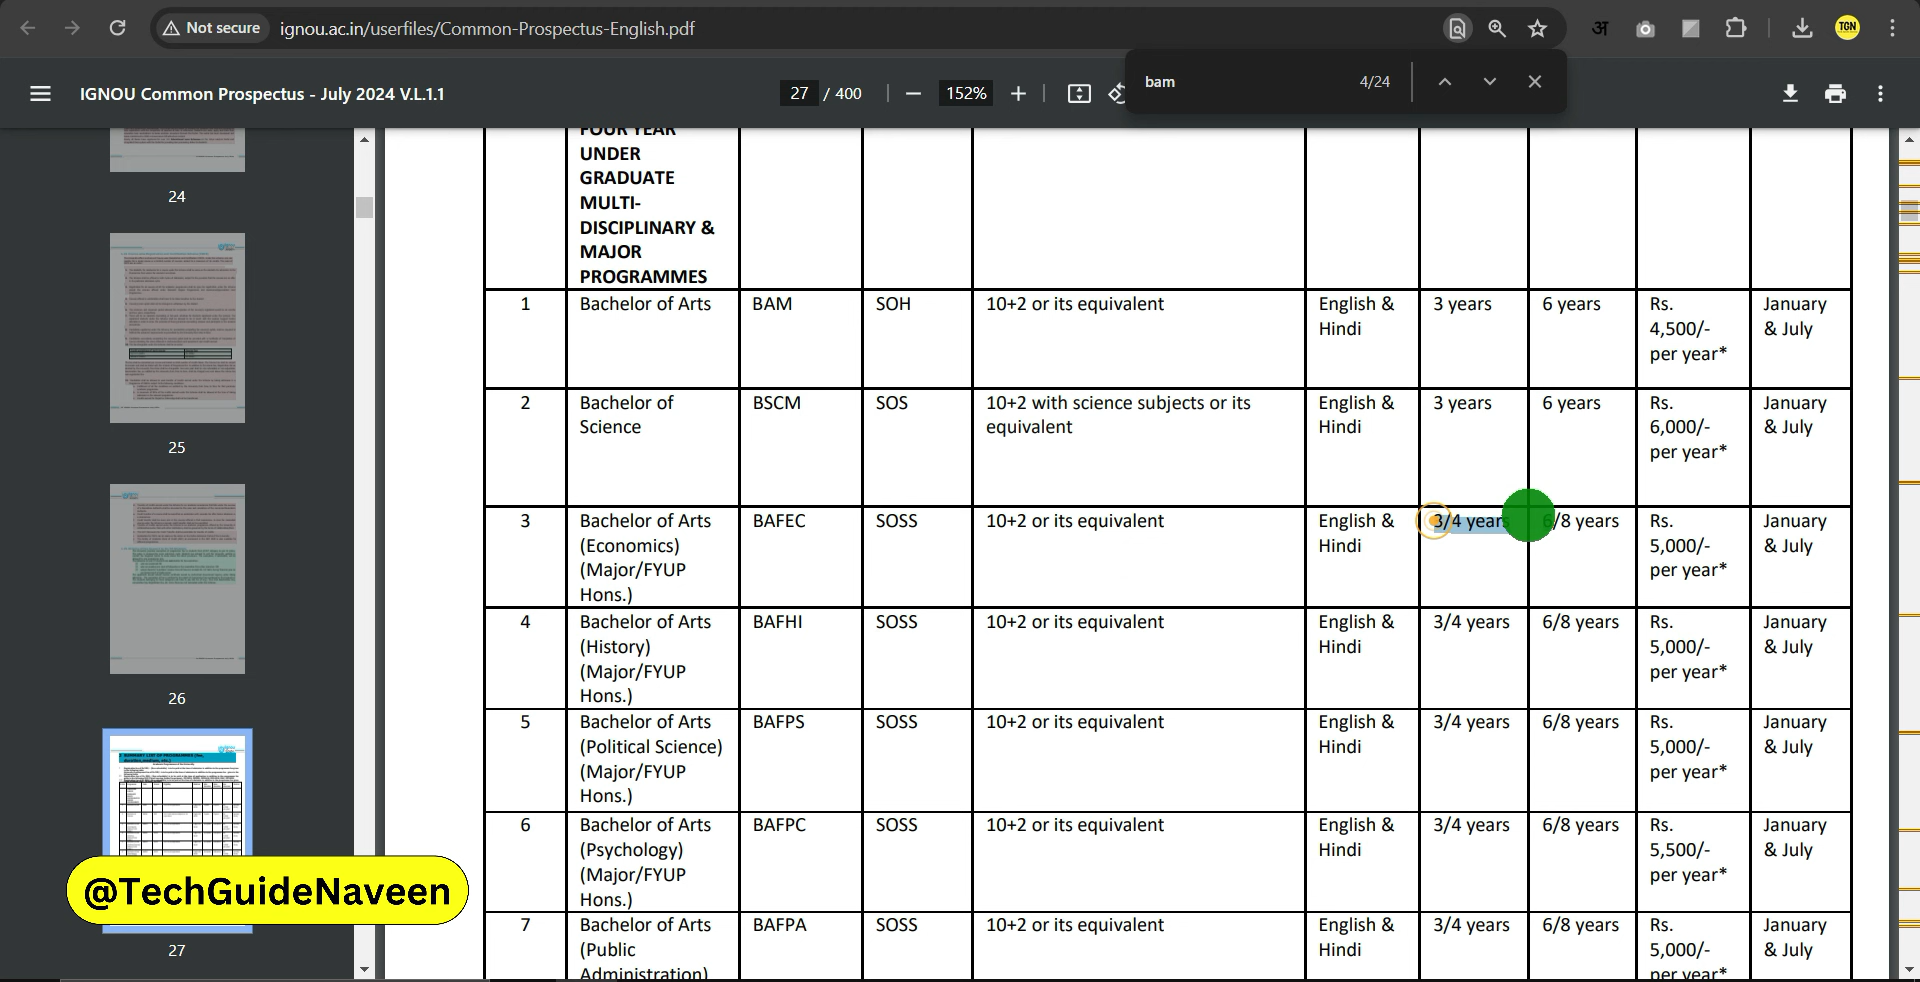 Not secure
ignou.ac.in/userfiles/Common-Prospectus-English.pdf
अ
TGN
IGNOU Common Prospectus - July 2024 V.L.1.1
27 / 400
152%
bam
4/24
24
25
26
27
@TechGuideNaveen
FOUR YEAR
UNDER
GRADUATE
MULTI-
DISCIPLINARY &
MAJOR
PROGRAMMES
1 Bachelor of Arts BAM SOH 10+2 or its equivalent English & 3 years 6 years Rs. January
Hindi 4,500/- & July
per year*
2 Bachelor of BSCM SOS 10+2 with science subjects or its English & 3 years 6 years Rs. January
Science equivalent Hindi 6,000/- & July
per year*
3 Bachelor of Arts BAFEC SOSS 10+2 or its equivalent English & 3/4 years 6/8 years Rs. January
(Economics) Hindi 5,000/- & July
(Major/FYUP per year*
Hons.)
4 Bachelor of Arts BAFHI SOSS 10+2 or its equivalent English & 3/4 years 6/8 years Rs. January
(History) Hindi 5,000/- & July
(Major/FYUP per year*
Hons.)
5 Bachelor of Arts BAFPS SOSS 10+2 or its equivalent English & 3/4 years 6/8 years Rs. January
(Political Science) Hindi 5,000/- & July
(Major/FYUP per year*
Hons.)
6 Bachelor of Arts BAFPC SOSS 10+2 or its equivalent English & 3/4 years 6/8 years Rs. January
(Psychology) Hindi 5,500/- & July
(Major/FYUP per year*
Hons.)
7 Bachelor of Arts BAFPA SOSS 10+2 or its equivalent English & 3/4 years 6/8 years Rs. January
(Public Hindi 5,000/- & July
Administration) per year*